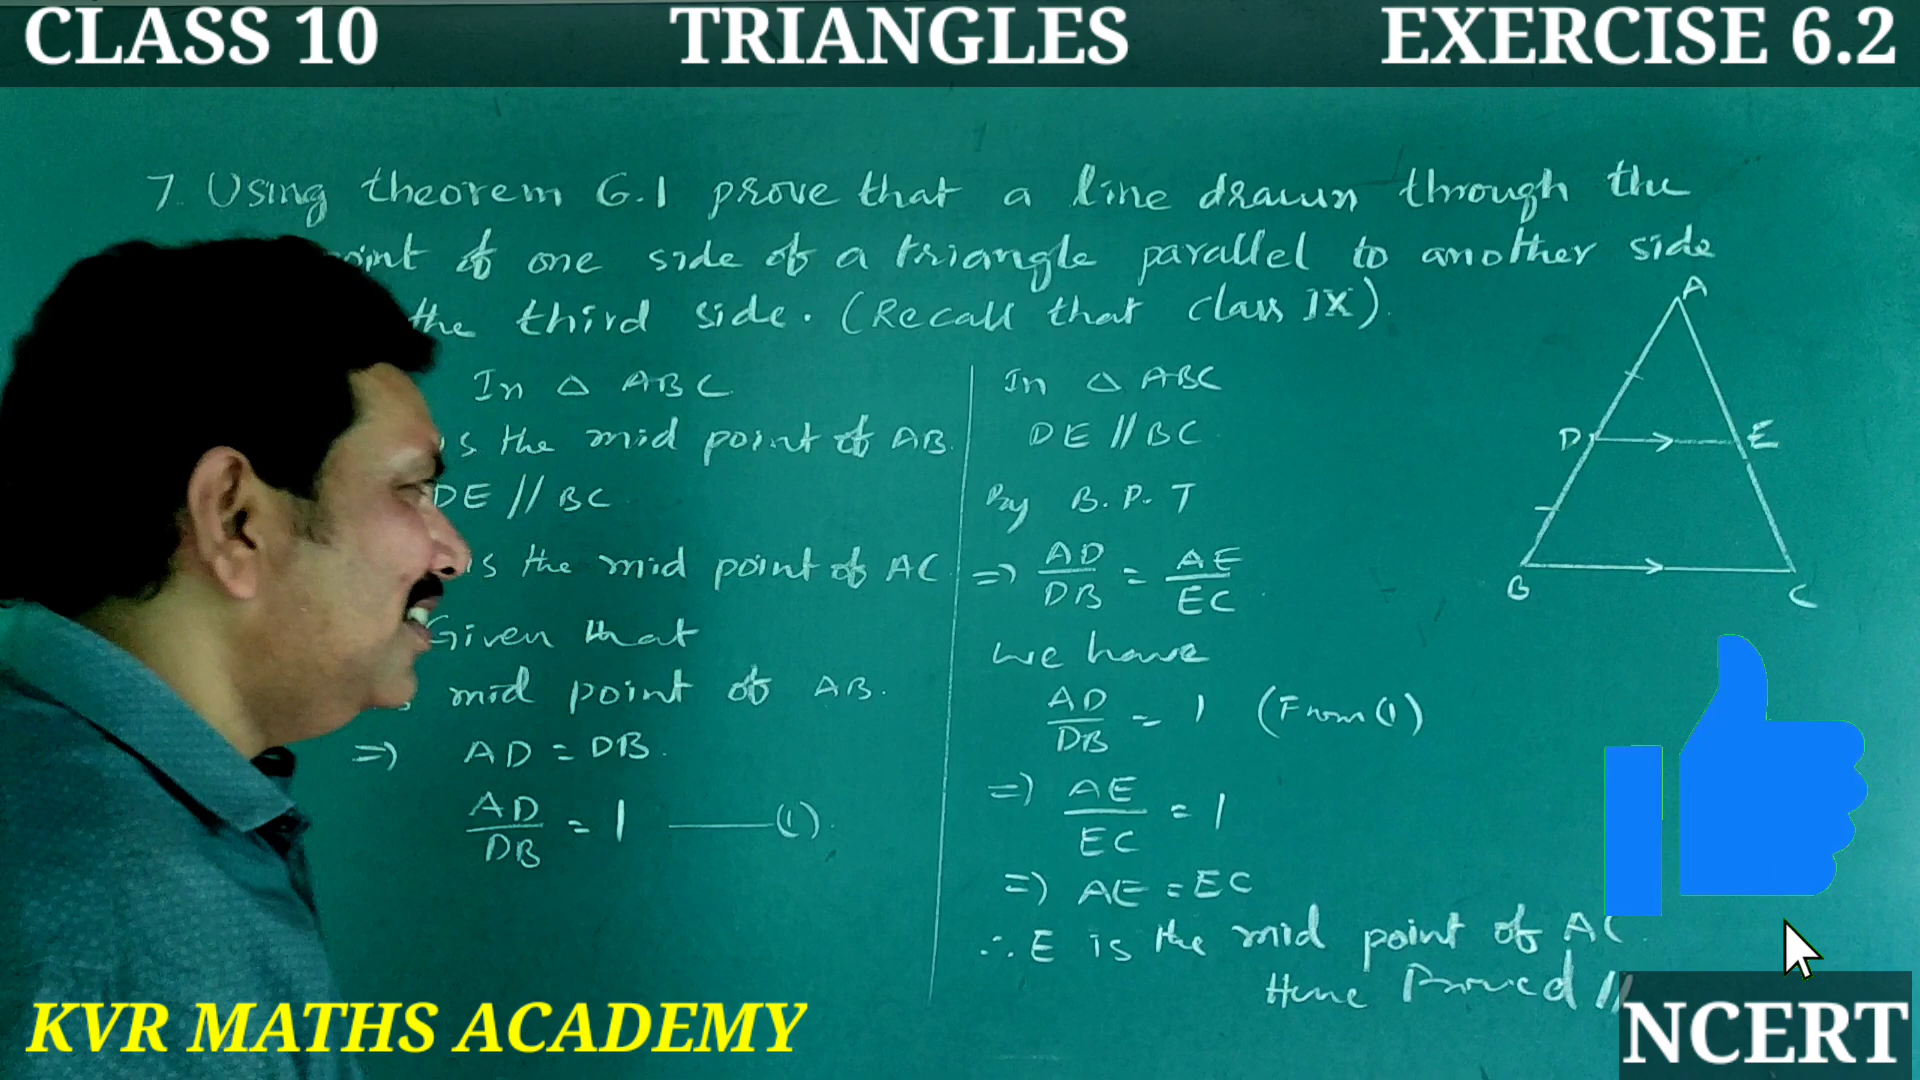 CLASS 10 TRIANGLES EXERCISE 6.2
7. Using theorem 6.1 prove that a line drawn through the
point of one side of a triangle parallel to another side
the third side. (Recall that class IX).
In △ ABC
is the mid point of AB.
DE // BC
is the mid point of AC
Given that
mid point of AB.
=) AD = DB.
AD/DB = 1 —(1).
In △ ABC
DE // BC
By B.P.T
=) AD/DB = AE/EC
we have
AD/DB = 1 (From (1))
=) AE/EC = 1
=) AE = EC
∴ E is the mid point of AC.
Hence Proved //
A
D
E
B
C
KVR MATHS ACADEMY
NCERT